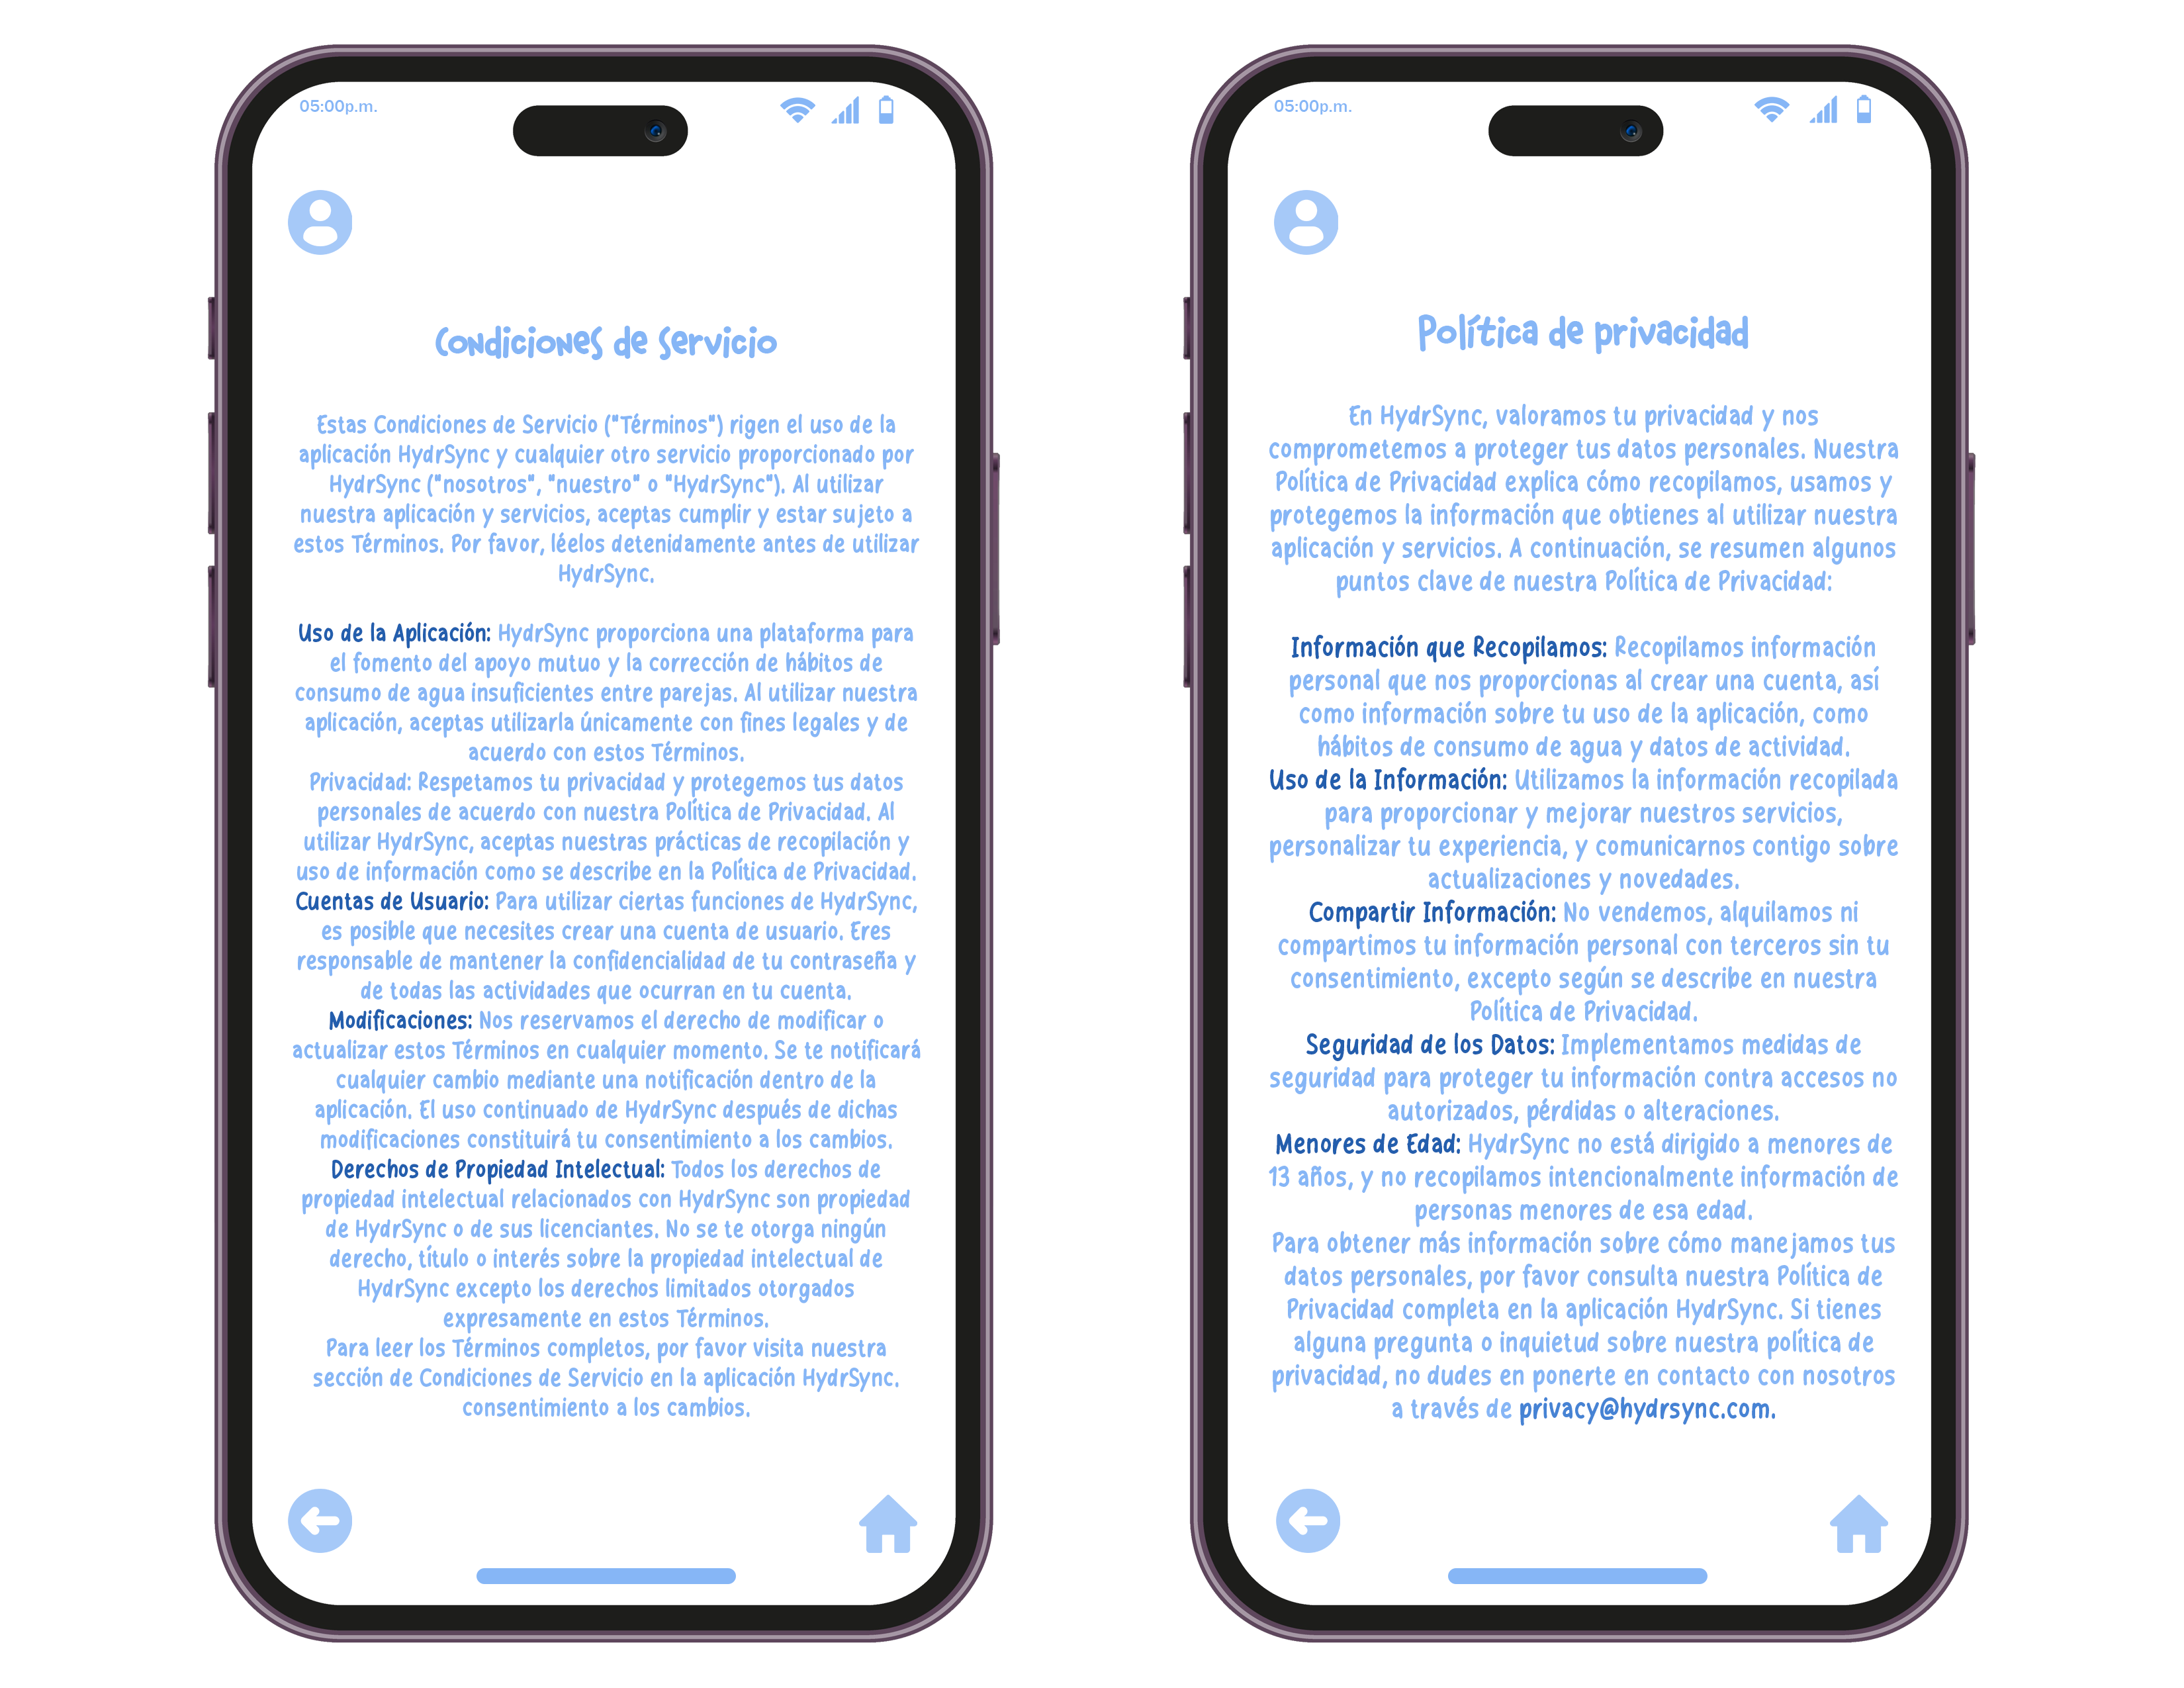 05:00p.m.
Condiciones de Servicio
Estas Condiciones de Servicio ("Términos") rigen el uso de la
aplicación HydrSync y cualquier otro servicio proporcionado por
HydrSync ("nosotros", "nuestro" o "HydrSync"). Al utilizar
nuestra aplicación y servicios, aceptas cumplir y estar sujeto a
estos Términos. Por favor, léelos detenidamente antes de utilizar
HydrSync.
Uso de la Aplicación: HydrSync proporciona una plataforma para
el fomento del apoyo mutuo y la corrección de hábitos de
consumo de agua insuficientes entre parejas. Al utilizar nuestra
aplicación, aceptas utilizarla únicamente con fines legales y de
acuerdo con estos Términos.
Privacidad: Respetamos tu privacidad y protegemos tus datos
personales de acuerdo con nuestra Política de Privacidad. Al
utilizar HydrSync, aceptas nuestras prácticas de recopilación y
uso de información como se describe en la Política de Privacidad.
Cuentas de Usuario: Para utilizar ciertas funciones de HydrSync,
es posible que necesites crear una cuenta de usuario. Eres
responsable de mantener la confidencialidad de tu contraseña y
de todas las actividades que ocurran en tu cuenta.
Modificaciones: Nos reservamos el derecho de modificar o
actualizar estos Términos en cualquier momento. Se te notificará
cualquier cambio mediante una notificación dentro de la
aplicación. El uso continuado de HydrSync después de dichas
modificaciones constituirá tu consentimiento a los cambios.
Derechos de Propiedad Intelectual: Todos los derechos de
propiedad intelectual relacionados con HydrSync son propiedad
de HydrSync o de sus licenciantes. No se te otorga ningún
derecho, título o interés sobre la propiedad intelectual de
HydrSync excepto los derechos limitados otorgados
expresamente en estos Términos.
Para leer los Términos completos, por favor visita nuestra
sección de Condiciones de Servicio en la aplicación HydrSync.
consentimiento a los cambios.
05:00p.m.
Política de privacidad
En HydrSync, valoramos tu privacidad y nos
comprometemos a proteger tus datos personales. Nuestra
Política de Privacidad explica cómo recopilamos, usamos y
protegemos la información que obtienes al utilizar nuestra
aplicación y servicios. A continuación, se resumen algunos
puntos clave de nuestra Política de Privacidad:
Información que Recopilamos: Recopilamos información
personal que nos proporcionas al crear una cuenta, así
como información sobre tu uso de la aplicación, como
hábitos de consumo de agua y datos de actividad.
Uso de la Información: Utilizamos la información recopilada
para proporcionar y mejorar nuestros servicios,
personalizar tu experiencia, y comunicarnos contigo sobre
actualizaciones y novedades.
Compartir Información: No vendemos, alquilamos ni
compartimos tu información personal con terceros sin tu
consentimiento, excepto según se describe en nuestra
Política de Privacidad.
Seguridad de los Datos: Implementamos medidas de
seguridad para proteger tu información contra accesos no
autorizados, pérdidas o alteraciones.
Menores de Edad: HydrSync no está dirigido a menores de
13 años, y no recopilamos intencionalmente información de
personas menores de esa edad.
Para obtener más información sobre cómo manejamos tus
datos personales, por favor consulta nuestra Política de
Privacidad completa en la aplicación HydrSync. Si tienes
alguna pregunta o inquietud sobre nuestra política de
privacidad, no dudes en ponerte en contacto con nosotros
a través de privacy@hydrsync.com.